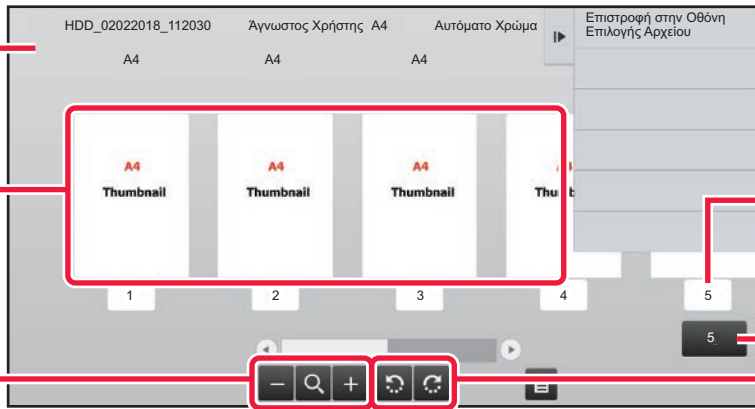 HDD_02022018_112030 Άγνωστος Χρήστης A4 Αυτόματο Χρώμα
Επιστροφή στην Οθόνη
Επιλογής Αρχείου
A4 A4 A4
A4 A4 A4
Thumbnail Thumbnail Thumbnail Thu b
1 2 3 4 5
5